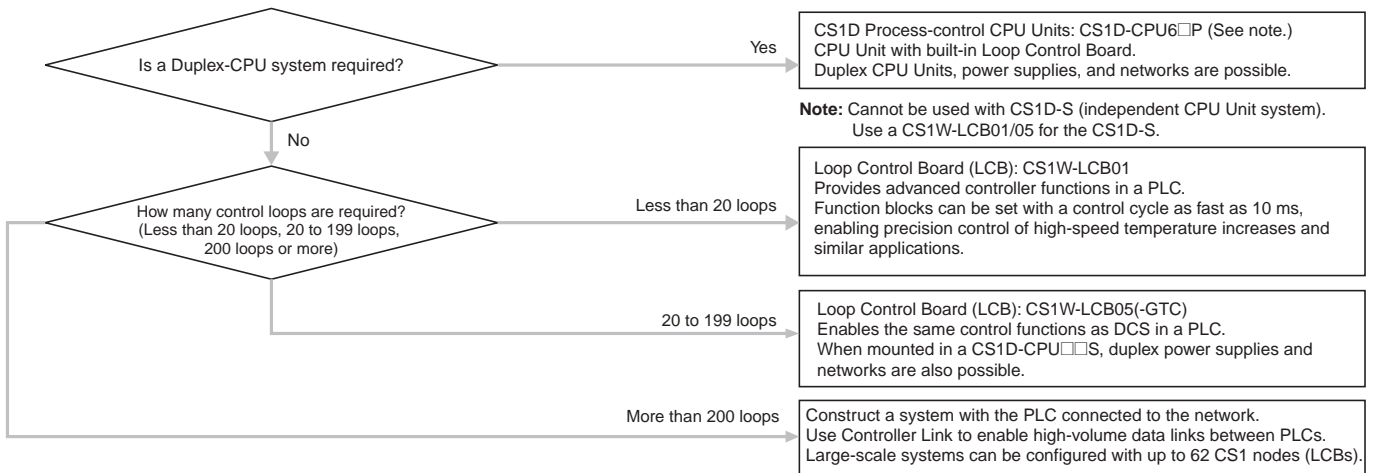 Is a Duplex-CPU system required?
Yes
CS1D Process-control CPU Units: CS1D-CPU6□P (See note.)
CPU Unit with built-in Loop Control Board.
Duplex CPU Units, power supplies, and networks are possible.
Note: Cannot be used with CS1D-S (independent CPU Unit system).
Use a CS1W-LCB01/05 for the CS1D-S.
No
How many control loops are required?
(Less than 20 loops, 20 to 199 loops,
200 loops or more)
Less than 20 loops
Loop Control Board (LCB): CS1W-LCB01
Provides advanced controller functions in a PLC.
Function blocks can be set with a control cycle as fast as 10 ms,
enabling precision control of high-speed temperature increases and
similar applications.
20 to 199 loops
Loop Control Board (LCB): CS1W-LCB05(-GTC)
Enables the same control functions as DCS in a PLC.
When mounted in a CS1D-CPU□□S, duplex power supplies and
networks are also possible.
More than 200 loops
Construct a system with the PLC connected to the network.
Use Controller Link to enable high-volume data links between PLCs.
Large-scale systems can be configured with up to 62 CS1 nodes (LCBs).